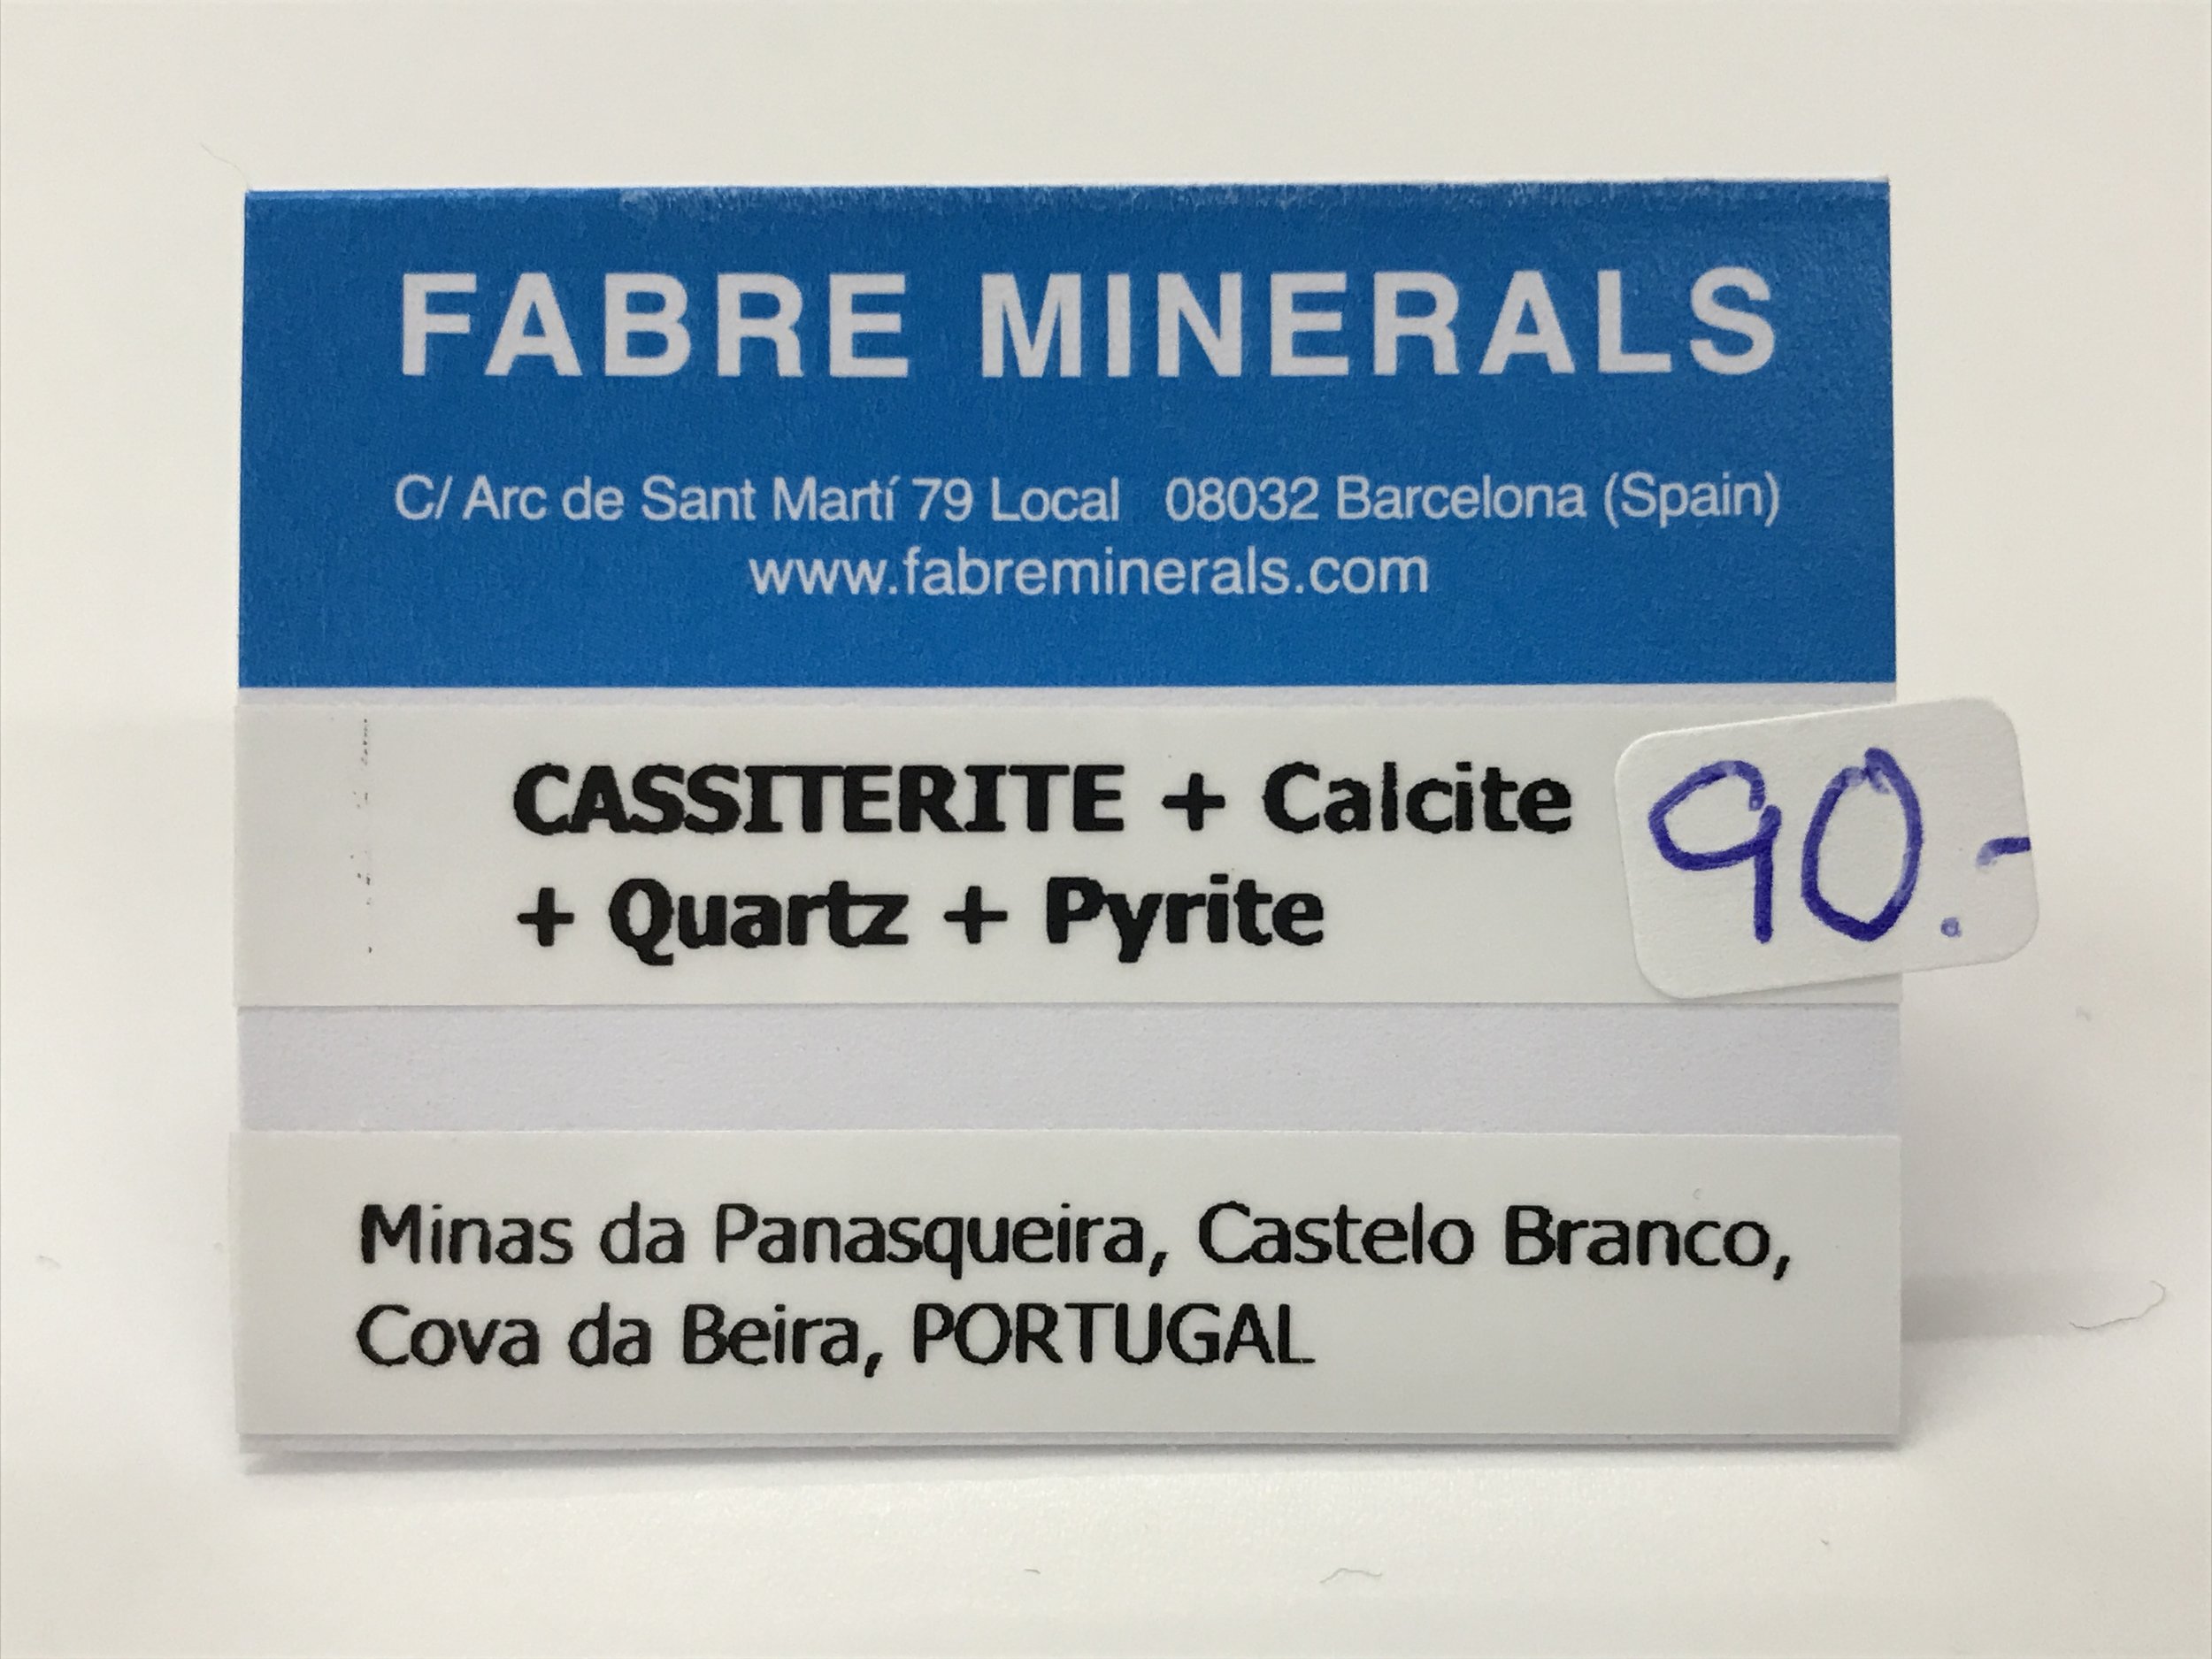 FABRE MINERALS
C/ Arc de Sant Martí 79 Local 08032 Barcelona (Spain)
www.fabreminerals.com
CASSITERITE + Calcite
+ Quartz + Pyrite
90.-
Minas da Panasqueira, Castelo Branco,
Cova da Beira, PORTUGAL